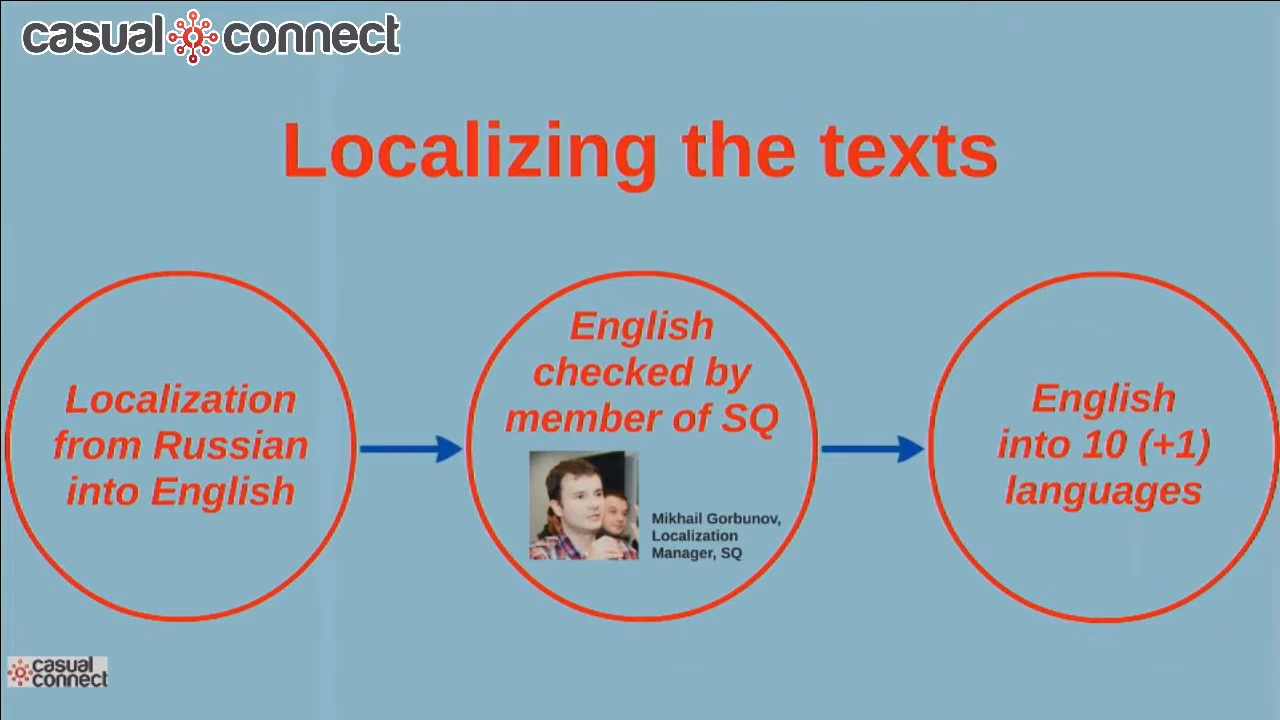 casual connect
Localizing the texts
Localization
from Russian
into English
English
checked by
member of SQ
Mikhail Gorbunov,
Localization
Manager, SQ
English
into 10 (+1)
languages
casual
connect